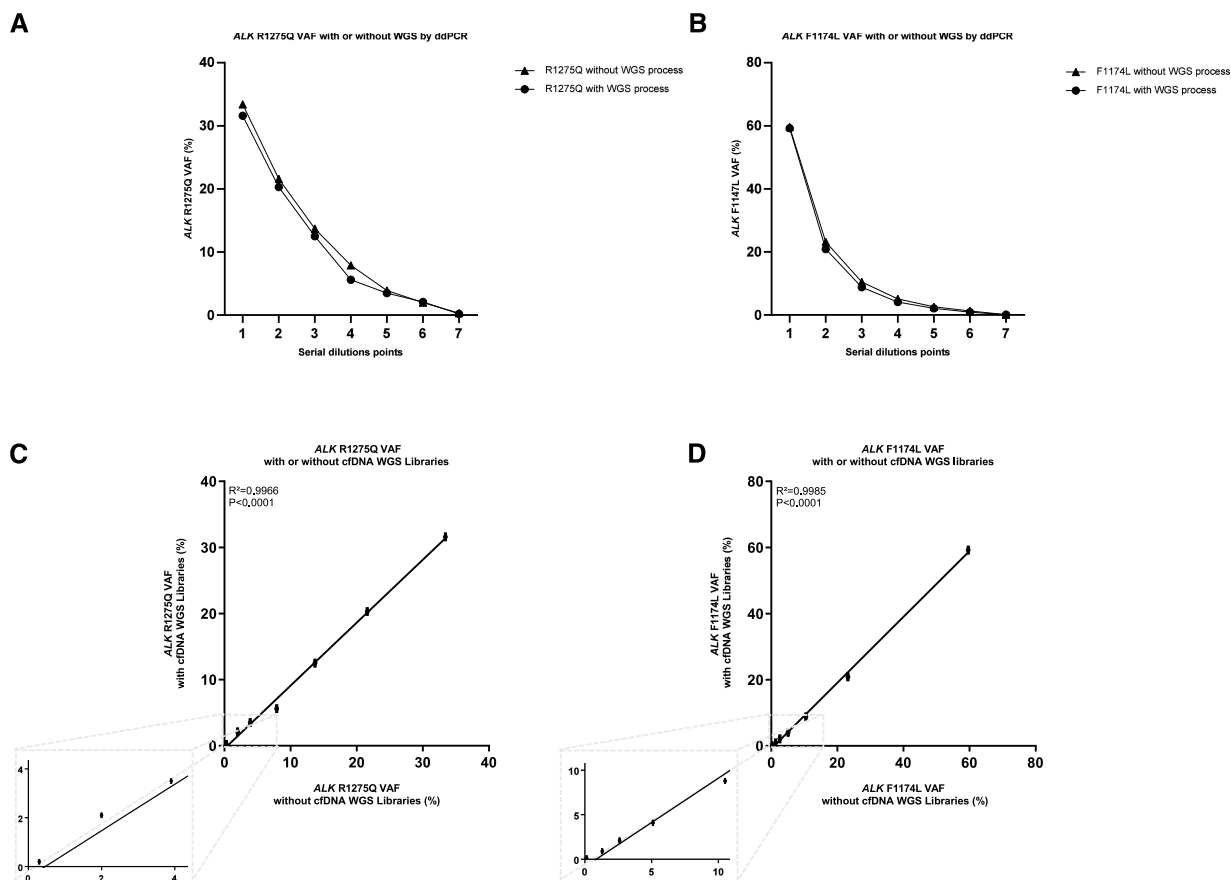 A
ALK R1275Q VAF with or without WGS by ddPCR
ALK R1275Q VAF (%)
40
30
20
10
0
1 2 3 4 5 6 7
Serial dilutions points
R1275Q without WGS process
R1275Q with WGS process
B
ALK F1174L VAF with or without WGS by ddPCR
ALK F1147L VAF (%)
80
60
40
20
0
1 2 3 4 5 6 7
Serial dilutions points
F1174L without WGS process
F1174L with WGS process
C
ALK R1275Q VAF
with or without cfDNA WGS Libraries
R²=0.9966
P<0.0001
ALK R1275Q VAF
with cfDNA WGS Libraries (%)
40
30
20
10
0
0 10 20 30 40
ALK R1275Q VAF
without cfDNA WGS Libraries (%)
4
2
0
0 2 4
D
ALK F1174L VAF
with or without cfDNA WGS libraries
R²=0.9985
P<0.0001
ALK F1174L VAF
with cfDNA WGS Libraries (%)
80
60
40
20
0
0 20 40 60 80
ALK F1174L VAF
without cfDNA WGS Libraries (%)
10
5
0
0 5 10